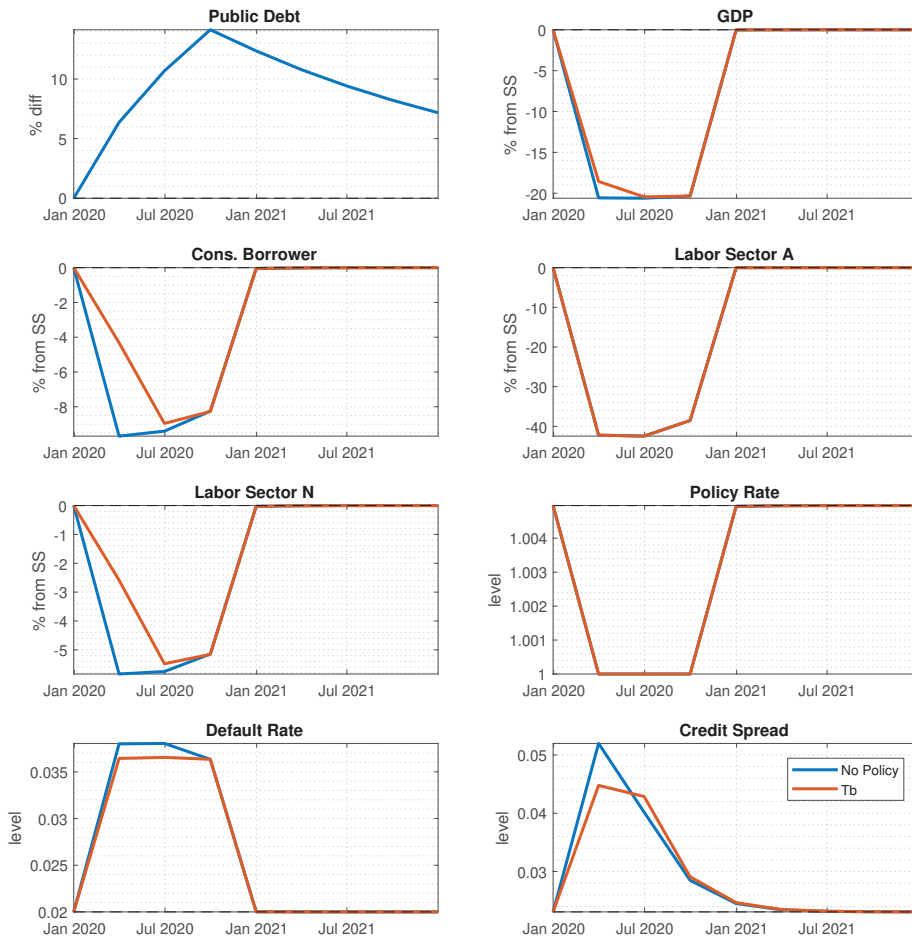 Public Debt
% diff
10
5
0
Jan 2020 Jul 2020 Jan 2021 Jul 2021
GDP
% from SS
0
-5
-10
-15
-20
Jan 2020 Jul 2020 Jan 2021 Jul 2021
Cons. Borrower
% from SS
0
-2
-4
-6
-8
Jan 2020 Jul 2020 Jan 2021 Jul 2021
Labor Sector A
% from SS
0
-10
-20
-30
-40
Jan 2020 Jul 2020 Jan 2021 Jul 2021
Labor Sector N
% from SS
0
-1
-2
-3
-4
-5
Jan 2020 Jul 2020 Jan 2021 Jul 2021
Policy Rate
level
1.004
1.002
1.001
1
Jan 2020 Jul 2020 Jan 2021 Jul 2021
Default Rate
level
0.035
0.03
0.025
0.02
Jan 2020 Jul 2020 Jan 2021 Jul 2021
Credit Spread
level
0.05
0.04
0.03
Jan 2020 Jul 2020 Jan 2021 Jul 2021
No Policy
Tb